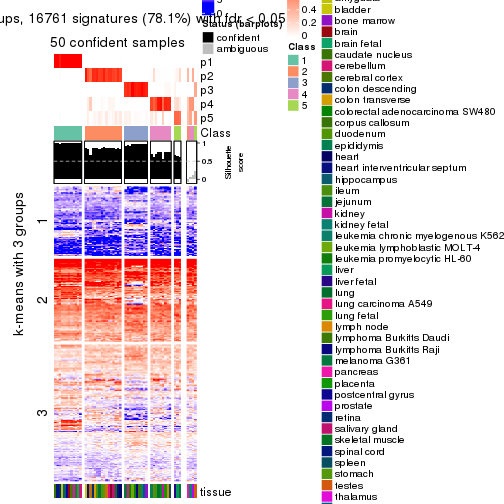 ups, 16761 signatures (78.1%) with fdr < 0.05
50 confident samples
p1
p2
p3
p4
p5
Class
1
0.5
0
Silhouette
score
k-means with 3 groups
1
2
3
tissue
0
Status (barplots)
confident
ambiguous
0.4
0.2
0
Class
1
2
3
4
5
bladder
bone marrow
brain
brain fetal
caudate nucleus
cerebellum
cerebral cortex
colon descending
colon transverse
colorectal adenocarcinoma SW480
corpus callosum
duodenum
epididymis
heart
heart interventricular septum
hippocampus
ileum
jejunum
kidney
kidney fetal
leukemia chronic myelogenous K562
leukemia lymphoblastic MOLT-4
leukemia promyelocytic HL-60
liver
liver fetal
lung
lung carcinoma A549
lung fetal
lymph node
lymphoma Burkitts Daudi
lymphoma Burkitts Raji
melanoma G361
pancreas
placenta
postcentral gyrus
prostate
retina
salivary gland
skeletal muscle
spinal cord
spleen
stomach
testes
thalamus